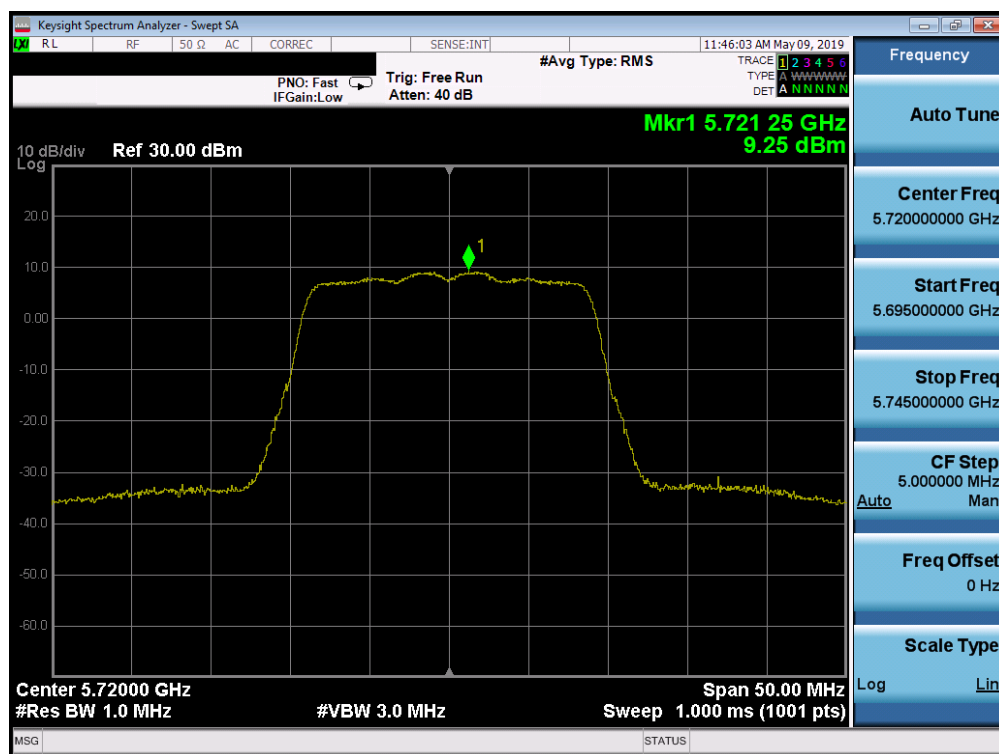 Keysight Spectrum Analyzer - Swept SA
LXI RL RF 50 Ω AC CORREC SENSE:INT 11:46:03 AM May 09, 2019
#Avg Type: RMS TRACE 1 2 3 4 5 6
PNO: Fast Trig: Free Run TYPE A WWWWW
IFGain:Low Atten: 40 dB DET A N N N N N
Mkr1 5.721 25 GHz
9.25 dBm
10 dB/div Ref 30.00 dBm
Log
20.0
1
10.0
0.00
-10.0
-20.0
-30.0
-40.0
-50.0
-60.0
Center 5.72000 GHz Span 50.00 MHz
#Res BW 1.0 MHz #VBW 3.0 MHz Sweep 1.000 ms (1001 pts)
MSG STATUS
Frequency
Auto Tune
Center Freq
5.720000000 GHz
Start Freq
5.695000000 GHz
Stop Freq
5.745000000 GHz
CF Step
5.000000 MHz
Auto Man
Freq Offset
0 Hz
Scale Type
Log Lin